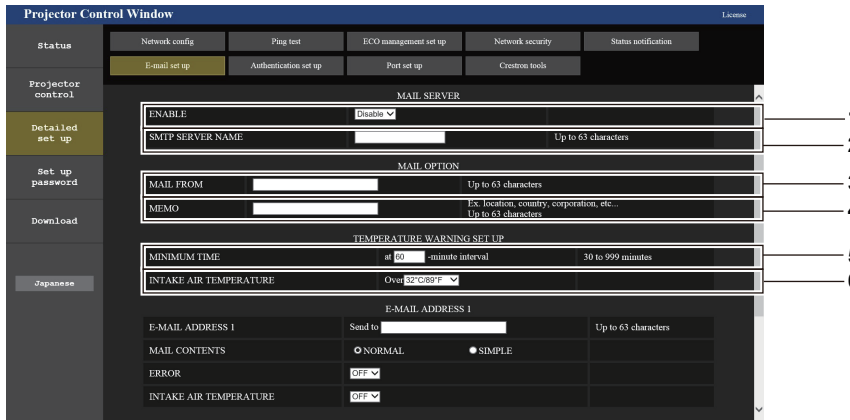 Projector Control Window
License
Status
Network config
Ping test
ECO management set up
Network security
Status notification
E-mail set up
Authentication set up
Port set up
Crestron tools
Projector
control
Detailed
set up
Set up
password
Download
Japanese
MAIL SERVER
ENABLE Disable
SMTP SERVER NAME Up to 63 characters
MAIL OPTION
MAIL FROM Up to 63 characters
MEMO Ex. location, country, corporation, etc...
Up to 63 characters
TEMPERATURE WARNING SET UP
MINIMUM TIME at 60 -minute interval 30 to 999 minutes
INTAKE AIR TEMPERATURE Over 32°C/89°F
E-MAIL ADDRESS 1
E-MAIL ADDRESS 1 Send to Up to 63 characters
MAIL CONTENTS NORMAL SIMPLE
ERROR OFF
INTAKE AIR TEMPERATURE OFF